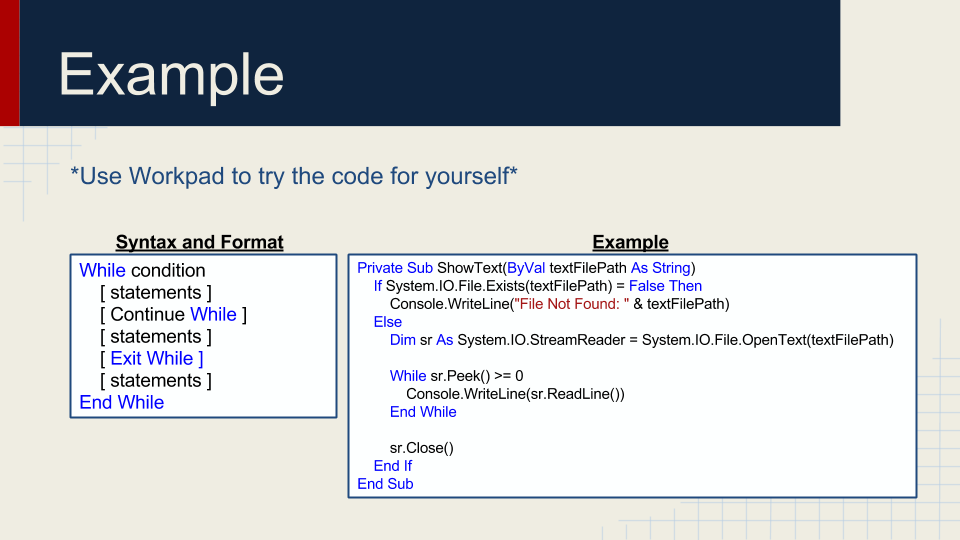 Example
*Use Workpad to try the code for yourself*
Syntax and Format
While condition
    [ statements ]
    [ Continue While ]
    [ statements ]
    [ Exit While ]
    [ statements ]
End While
Example
Private Sub ShowText(ByVal textFilePath As String)
    If System.IO.File.Exists(textFilePath) = False Then
        Console.WriteLine("File Not Found: " & textFilePath)
    Else
        Dim sr As System.IO.StreamReader = System.IO.File.OpenText(textFilePath)
        While sr.Peek() >= 0
            Console.WriteLine(sr.ReadLine())
        End While
        sr.Close()
    End If
End Sub